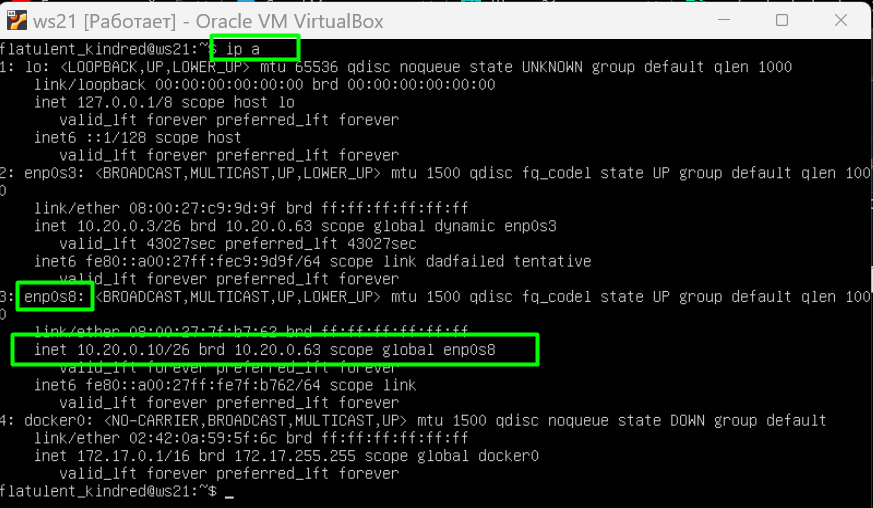 ws21 [Работает] - Oracle VM VirtualBox
flatulent_kindred@ws21:~$ ip a
1: lo: <LOOPBACK,UP,LOWER_UP> mtu 65536 qdisc noqueue state UNKNOWN group default qlen 1000
link/loopback 00:00:00:00:00:00 brd 00:00:00:00:00:00
inet 127.0.0.1/8 scope host lo
valid_lft forever preferred_lft forever
inet6 ::1/128 scope host
valid_lft forever preferred_lft forever
2: enp0s3: <BROADCAST,MULTICAST,UP,LOWER_UP> mtu 1500 qdisc fq_codel state UP group default qlen 100
0
link/ether 08:00:27:c9:9d:9f brd ff:ff:ff:ff:ff:ff
inet 10.20.0.3/26 brd 10.20.0.63 scope global dynamic enp0s3
valid_lft 43027sec preferred_lft 43027sec
inet6 fe80::a00:27ff:fec9:9d9f/64 scope link dadfailed tentative
valid_lft forever preferred_lft forever
3: enp0s8: <BROADCAST,MULTICAST,UP,LOWER_UP> mtu 1500 qdisc fq_codel state UP group default qlen 100
0
link/ether 08:00:27:7f:b7:62 brd ff:ff:ff:ff:ff:ff
inet 10.20.0.10/26 brd 10.20.0.63 scope global enp0s8
valid_lft forever preferred_lft forever
inet6 fe80::a00:27ff:fe7f:b762/64 scope link
valid_lft forever preferred_lft forever
4: docker0: <NO-CARRIER,BROADCAST,MULTICAST,UP> mtu 1500 qdisc noqueue state DOWN group default
link/ether 02:42:0a:59:5f:6c brd ff:ff:ff:ff:ff:ff
inet 172.17.0.1/16 brd 172.17.255.255 scope global docker0
valid_lft forever preferred_lft forever
flatulent_kindred@ws21:~$ _